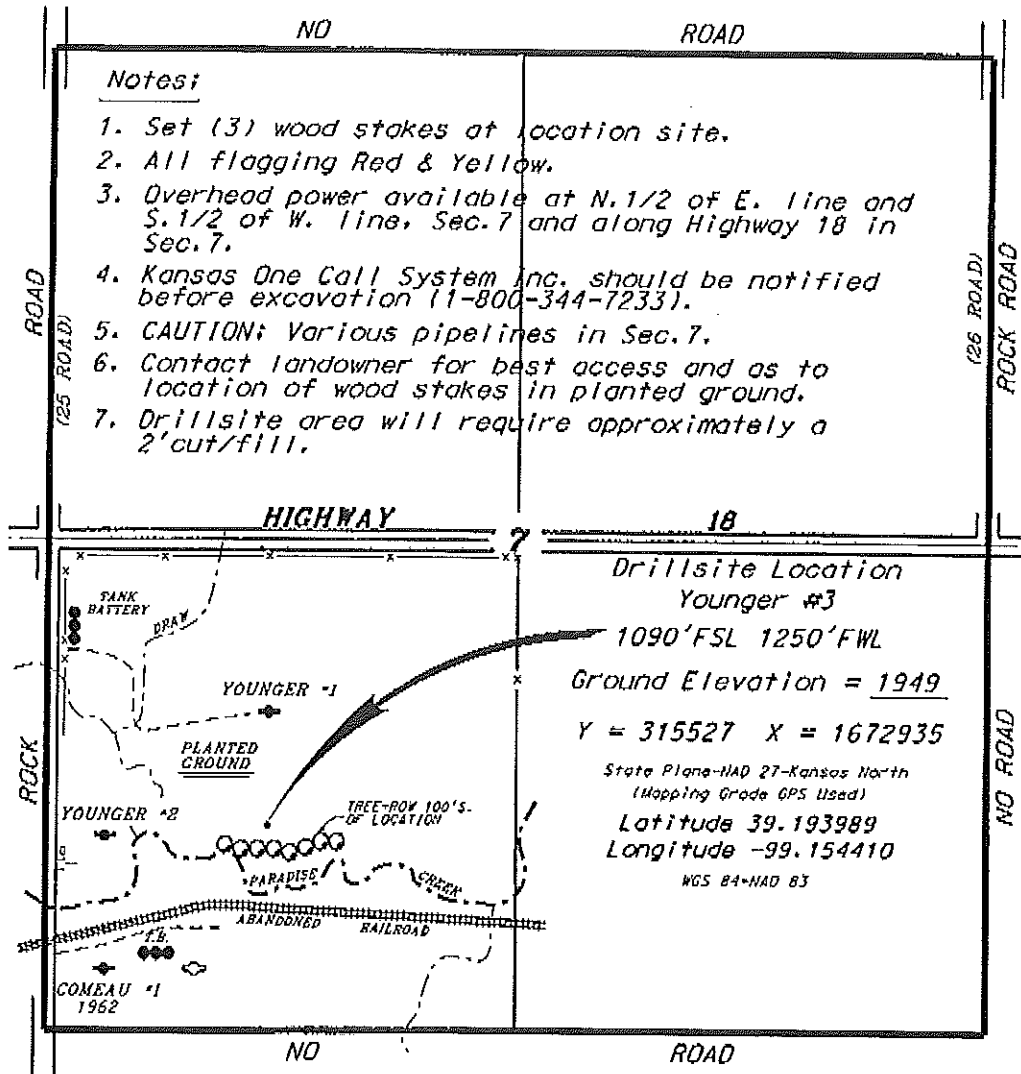 NO ROAD
Notes:
1. Set (3) wood stakes at location site.
2. All flagging Red & Yellow.
3. Overhead power available at N.1/2 of E. line and
S.1/2 of W. line, Sec.7 and along Highway 18 in
Sec.7.
4. Kansas One Call System Inc. should be notified
before excavation (1-800-344-7233).
5. CAUTION: Various pipelines in Sec.7.
6. Contact landowner for best access and as to
location of wood stakes in planted ground.
7. Drillsite area will require approximately a
2'cut/fill.
ROAD
(25 ROAD)
(26 ROAD)
ROCK ROAD
HIGHWAY 18
7
TANK
BATTERY
DRAW
YOUNGER #1
PLANTED
GROUND
ROCK
YOUNGER #2
TREE-ROW 100'S.
OF LOCATION
PARADISE CREEK
ABANDONED RAILROAD
T.B.
COMEAU #1
1962
Drillsite Location
Younger #3
1090'FSL 1250'FWL
Ground Elevation = 1949
Y = 315527 X = 1672935
State Plane-NAD 27-Kansas North
(Mapping Grade GPS Used)
Latitude 39.193989
Longitude -99.154410
WGS 84-NAD 83
NO ROAD
NO ROAD